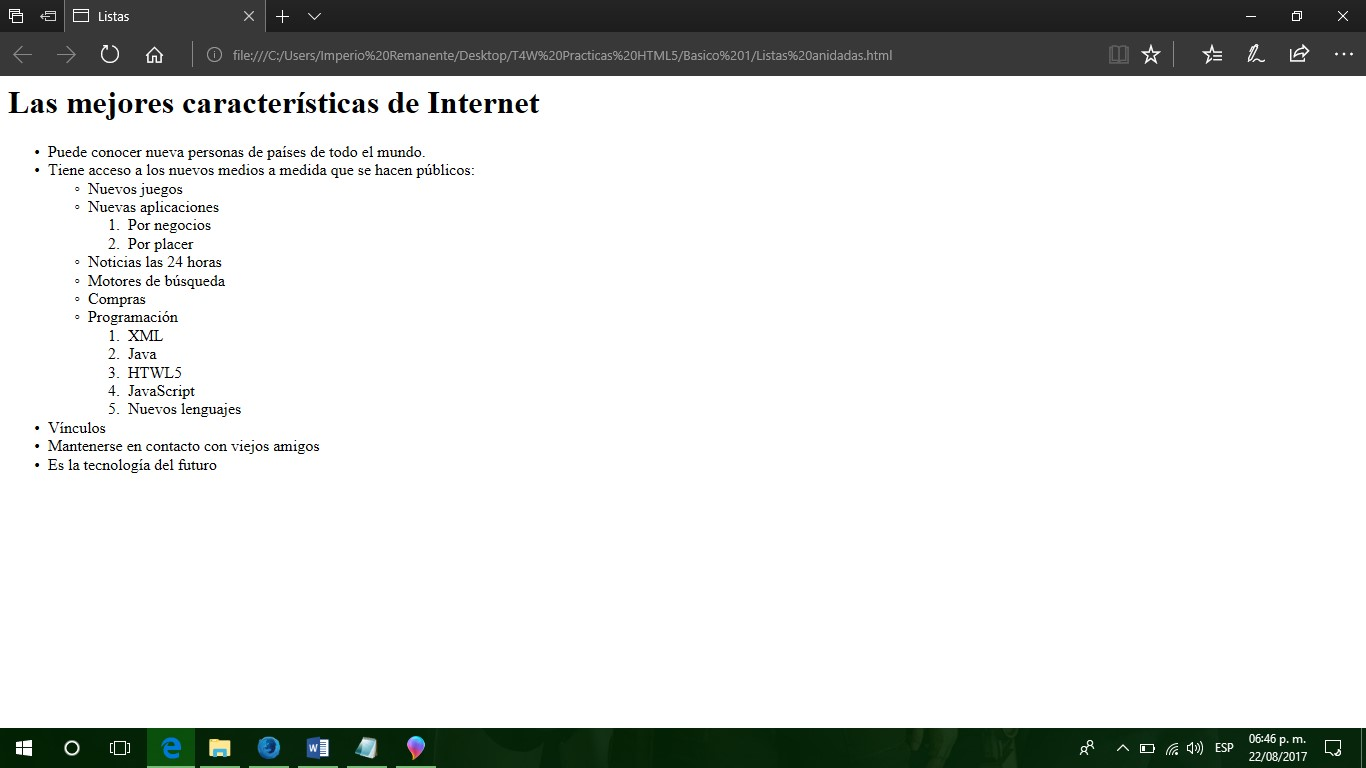 Listas
file:///C:/Users/Imperio%20Remanente/Desktop/T4W%20Practicas%20HTML5/Basico%201/Listas%20anidadas.html
Las mejores características de Internet
• Puede conocer nueva personas de países de todo el mundo.
• Tiene acceso a los nuevos medios a medida que se hacen públicos:
◦ Nuevos juegos
◦ Nuevas aplicaciones
1. Por negocios
2. Por placer
◦ Noticias las 24 horas
◦ Motores de búsqueda
◦ Compras
◦ Programación
1. XML
2. Java
3. HTWL5
4. JavaScript
5. Nuevos lenguajes
• Vínculos
• Mantenerse en contacto con viejos amigos
• Es la tecnología del futuro
ESP
06:46 p. m.
22/08/2017